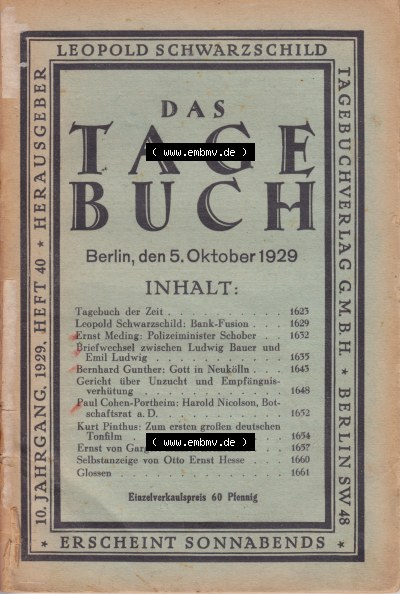 LEOPOLD SCHWARZSCHILD
10. JAHRGANG, 1929, HEFT 40 * HERAUSGEBER
TAGEBUCHVERLAG G.M.B.H. * BERLIN SW 48
DAS
TAGE
( www.embmv.de )
BUCH
Berlin, den 5. Oktober 1929
INHALT:
Tagebuch der Zeit . . . . . . . . . 1623
Leopold Schwarzschild: Bank-Fusion . . . 1629
Ernst Meding: Polizeiminister Schober . . . 1632
Briefwechsel zwischen Ludwig Bauer und
Emil Ludwig . . . . . . . . . . 1635
Bernhard Gunther: Gott in Neukölln . . . 1643
Gericht über Unzucht und Empfängnis-
verhütung . . . . . . . . . . 1648
Paul Cohen-Portheim: Harold Nicolson, Bot-
schaftsrat a. D. . . . . . . . . . 1652
Kurt Pinthus: Zum ersten großen deutschen
Tonfilm . . . 1654
( www.embmv.de )
Ernst von . . . 1657
Selbstanzeige von Otto Ernst Hesse . . . . 1660
Glossen . . . . . . . . . . . . 1661
Einzelverkaufspreis 60 Pfennig
* ERSCHEINT SONNABENDS *